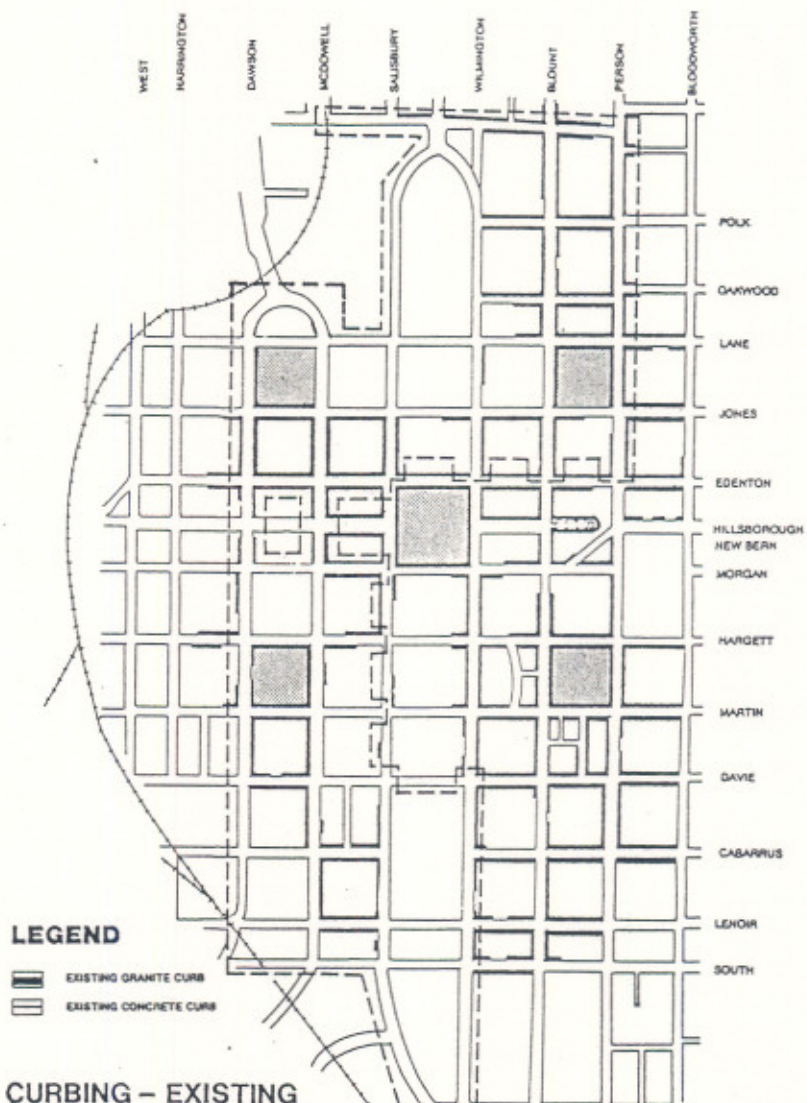 WEST
HARRINGTON
DAWSON
MCDOWELL
SALISBURY
WILMINGTON
BLOUNT
PERSON
BLOODWORTH
POLK
OAKWOOD
LANE
JONES
EDENTON
HILLSBOROUGH
NEW BERN
MORGAN
HARGETT
MARTIN
DAVIE
CABARRUS
LENOIR
SOUTH
LEGEND
EXISTING GRANITE CURB
EXISTING CONCRETE CURB
CURBING – EXISTING